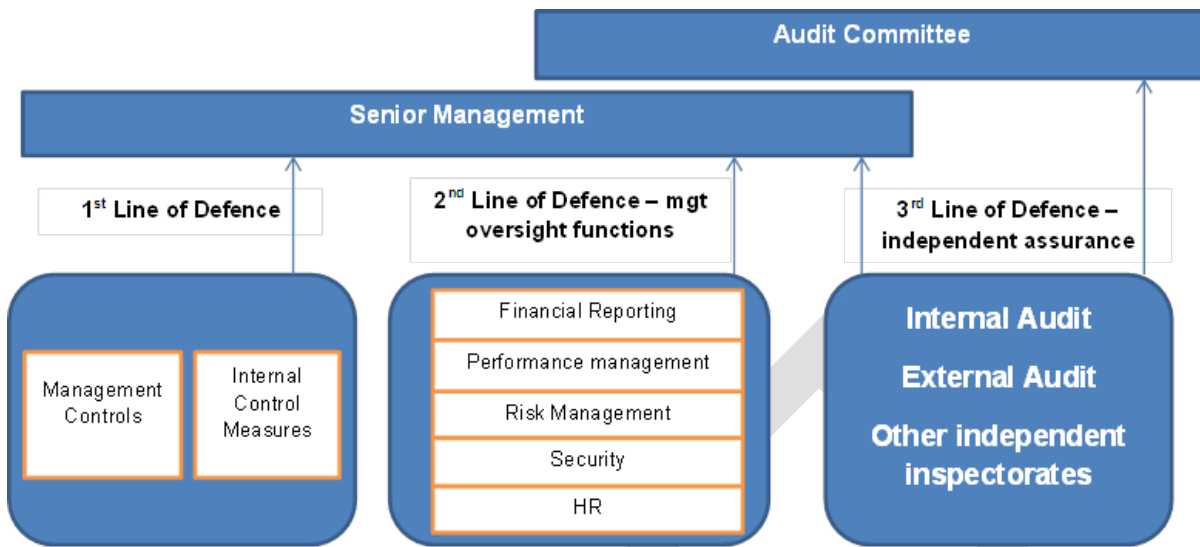 Audit Committee
Senior Management
1st Line of Defence
2nd Line of Defence – mgt
oversight functions
3rd Line of Defence –
independent assurance
Management
Controls
Internal
Control
Measures
Financial Reporting
Performance management
Risk Management
Security
HR
Internal Audit
External Audit
Other independent
inspectorates